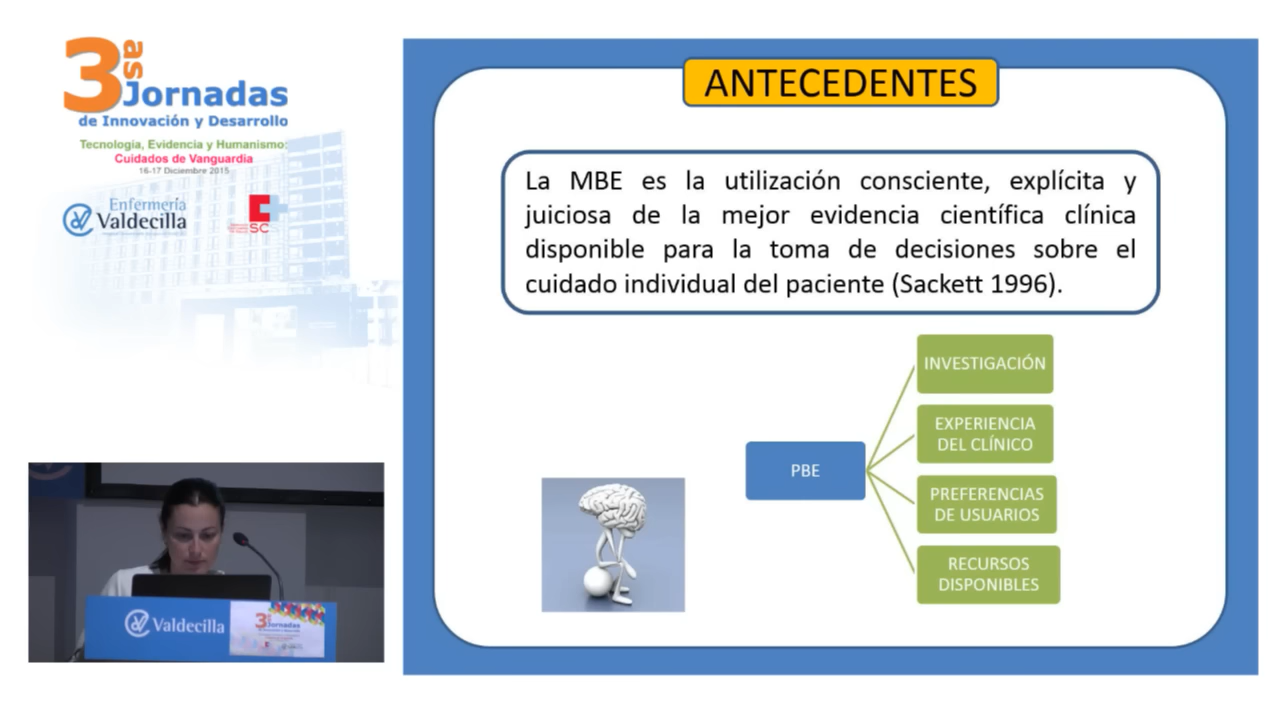 3as Jornadas
de Innovación y Desarrollo
Tecnología, Evidencia y Humanismo:
Cuidados de Vanguardia
16-17 Diciembre 2015
Enfermería
Valdecilla
SC
ANTECEDENTES
La MBE es la utilización consciente, explícita y
juiciosa de la mejor evidencia científica clínica
disponible para la toma de decisiones sobre el
cuidado individual del paciente (Sackett 1996).
PBE
INVESTIGACIÓN
EXPERIENCIA
DEL CLÍNICO
PREFERENCIAS
DE USUARIOS
RECURSOS
DISPONIBLES
Valdecilla
3as Jornadas